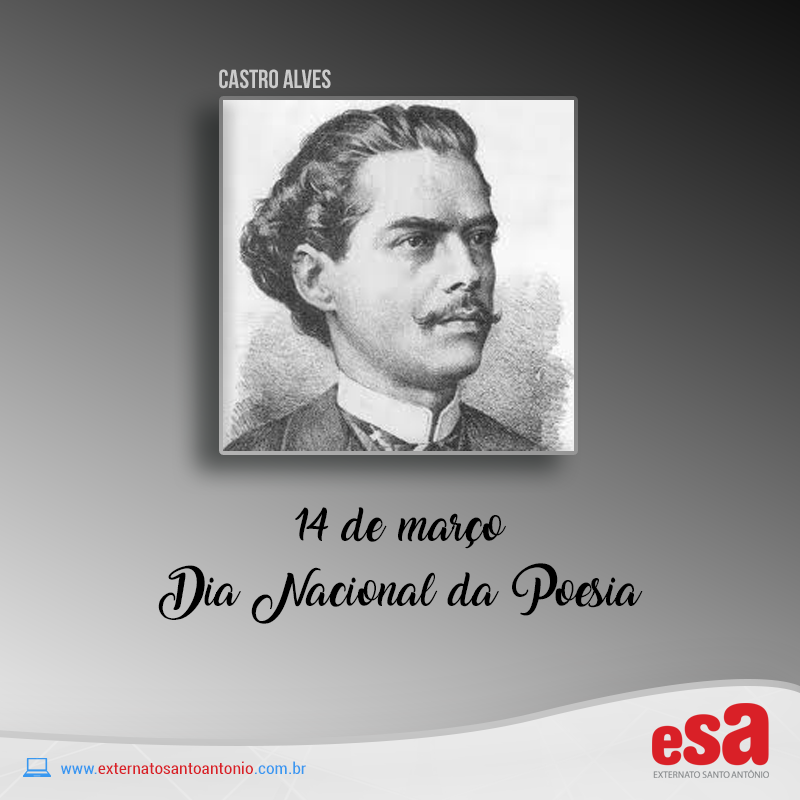 CASTRO ALVES
14 de março
Dia Nacional da Poesia
esa
EXTERNATO SANTO ANTÔNIO
www.externatosantoantonio.com.br